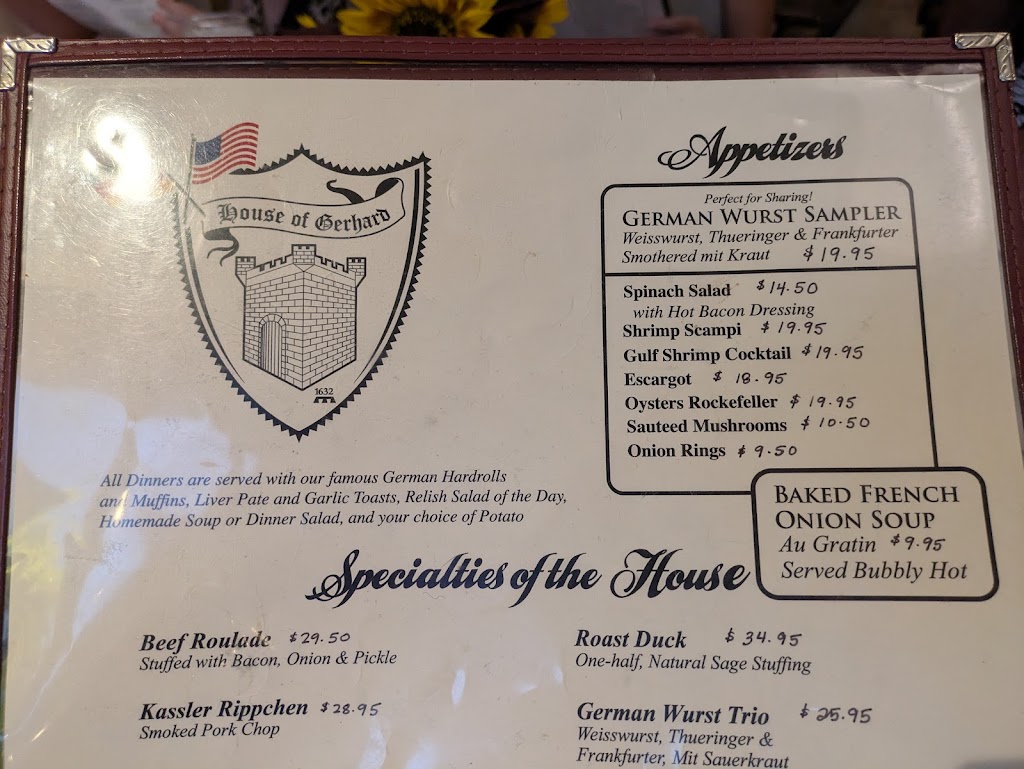 House of Gerhard
1632
Appetizers
Perfect for Sharing!
GERMAN WURST SAMPLER
Weisswurst, Thueringer & Frankfurter
Smothered mit Kraut $19.95
Spinach Salad $14.50
with Hot Bacon Dressing
Shrimp Scampi $19.95
Gulf Shrimp Cocktail $19.95
Escargot $18.95
Oysters Rockefeller $19.95
Sauteed Mushrooms $10.50
Onion Rings $9.50
BAKED FRENCH
ONION SOUP
Au Gratin $9.95
Served Bubbly Hot
All Dinners are served with our famous German Hardrolls
and Muffins, Liver Pate and Garlic Toasts, Relish Salad of the Day,
Homemade Soup or Dinner Salad, and your choice of Potato
Specialties of the House
Beef Roulade $29.50
Stuffed with Bacon, Onion & Pickle
Kassler Rippchen $28.95
Smoked Pork Chop
Roast Duck $34.95
One-half, Natural Sage Stuffing
German Wurst Trio $25.95
Weisswurst, Thueringer &
Frankfurter, Mit Sauerkraut